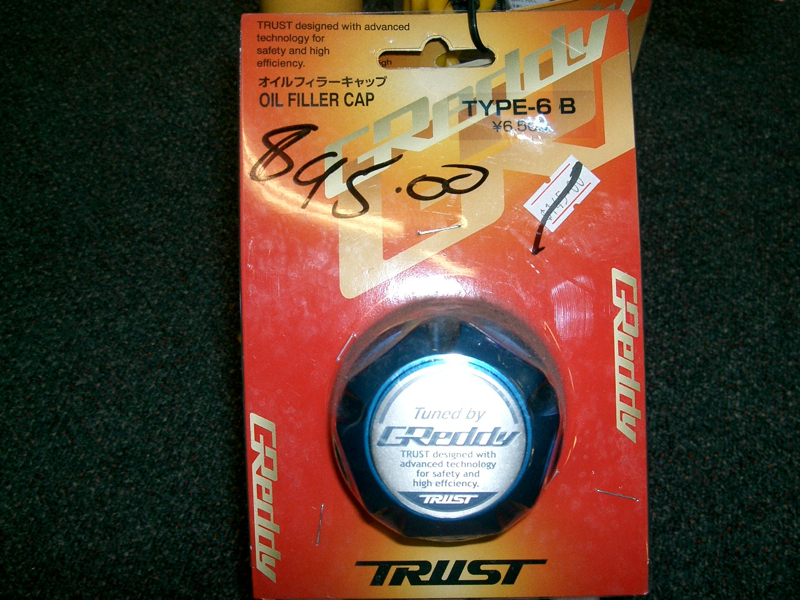 TRUST designed with advanced
technology for
safety and high
efficiency.
オイルフィラーキャップ
OIL FILLER CAP
GReddy
TYPE-6 B
895.00
GReddy
GReddy
Tuned by
GReddy
TRUST designed with
advanced technology
for safety and
high effciency.
TRUST
TRUST